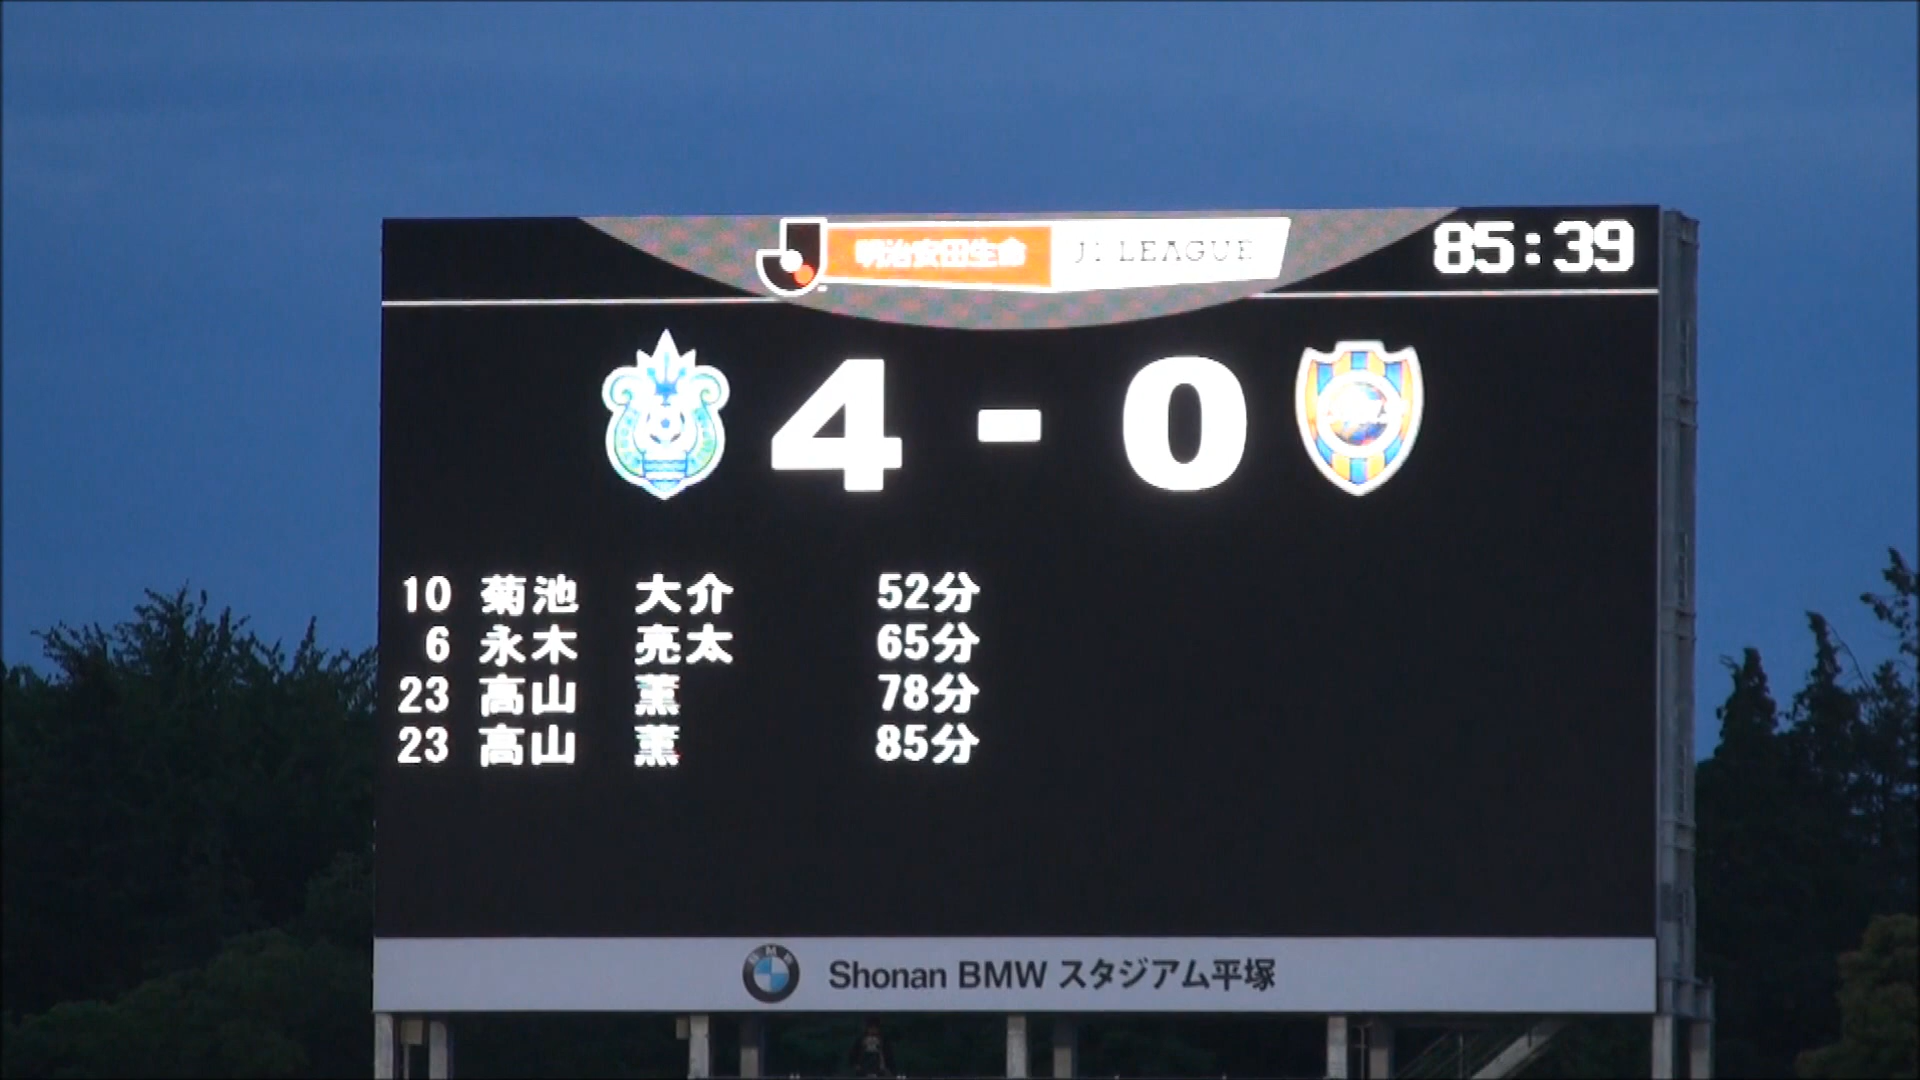 明治安田生命 J1 LEAGUE 85:39
4 - 0
10 菊池 大介 52分
6 永木 亮太 65分
23 高山 薫 78分
23 高山 薫 85分
BMW Shonan BMW スタジアム平塚